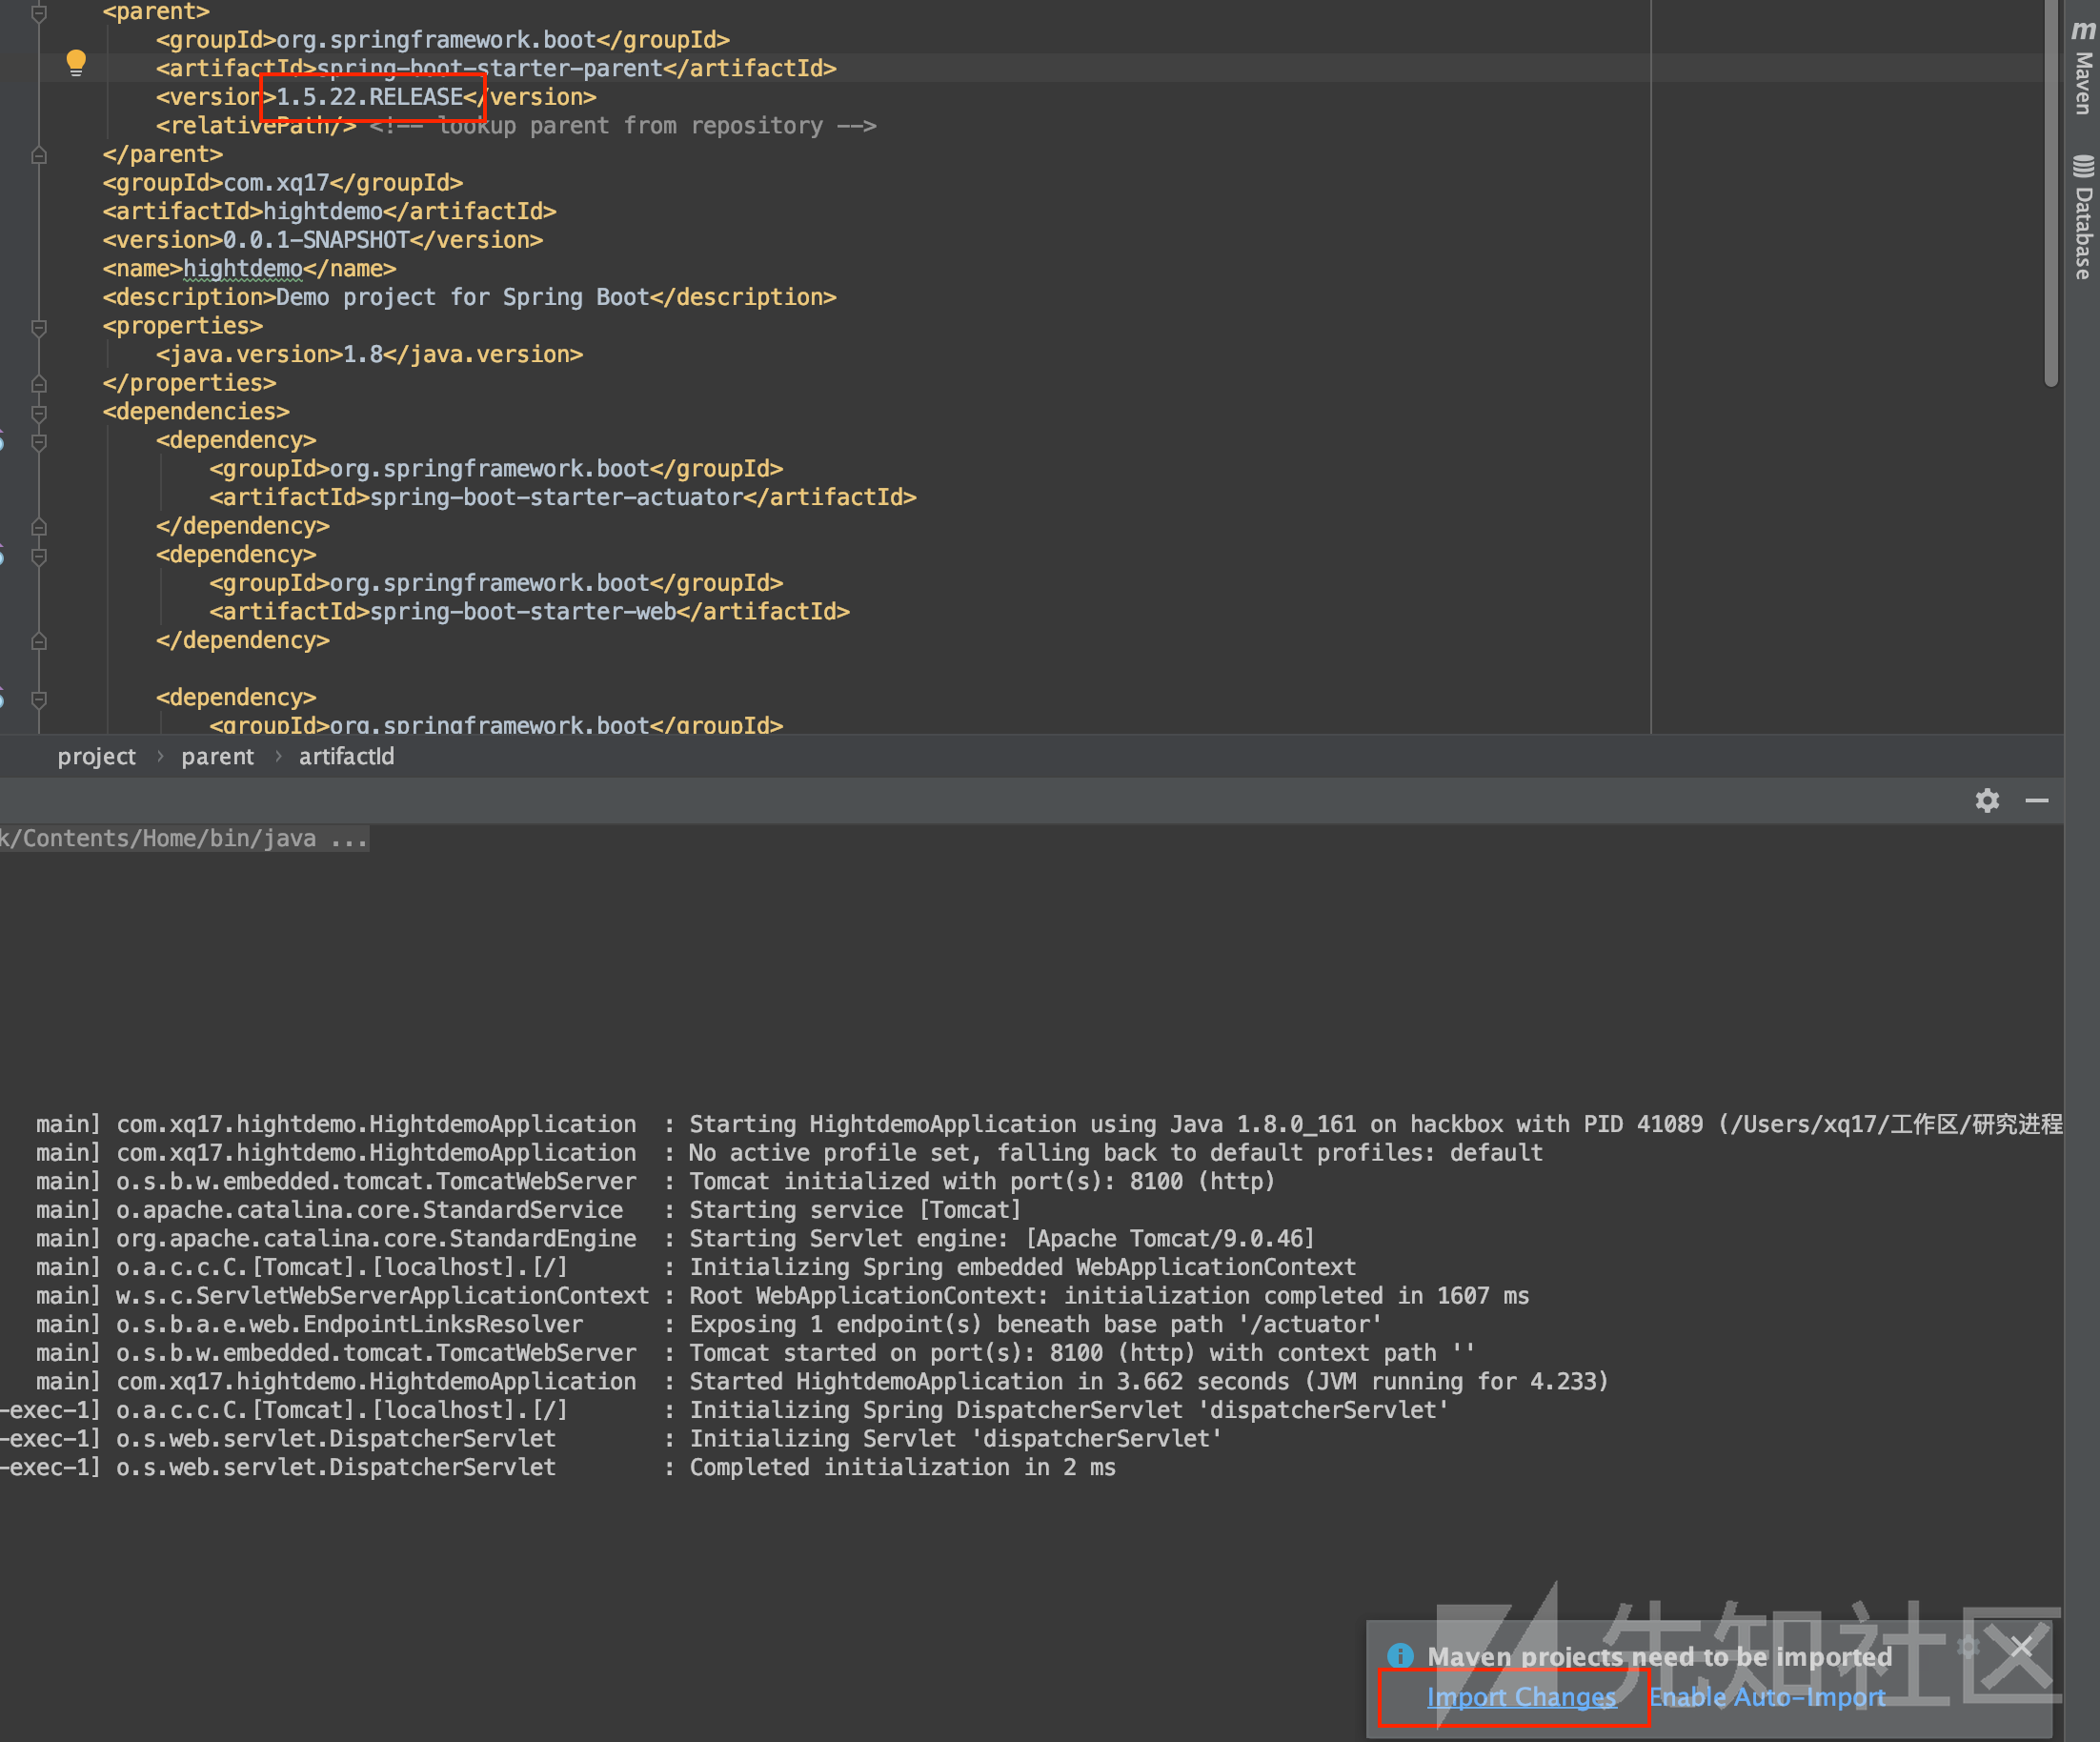 <parent>
<groupId>org.springframework.boot</groupId>
<artifactId>spring-boot-starter-parent</artifactId>
<version>1.5.22.RELEASE</version>
<relativePath/> <!-- lookup parent from repository -->
</parent>
<groupId>com.xq17</groupId>
<artifactId>hightdemo</artifactId>
<version>0.0.1-SNAPSHOT</version>
<name>hightdemo</name>
<description>Demo project for Spring Boot</description>
<properties>
<java.version>1.8</java.version>
</properties>
<dependencies>
<dependency>
<groupId>org.springframework.boot</groupId>
<artifactId>spring-boot-starter-actuator</artifactId>
</dependency>
<dependency>
<groupId>org.springframework.boot</groupId>
<artifactId>spring-boot-starter-web</artifactId>
</dependency>
<dependency>
<groupId>org.springframework.boot</groupId>
m Maven
Database
project › parent › artifactId
k/Contents/Home/bin/java ...
main] com.xq17.hightdemo.HightdemoApplication : Starting HightdemoApplication using Java 1.8.0_161 on hackbox with PID 41089 (/Users/xq17/工作区/研究进程
main] com.xq17.hightdemo.HightdemoApplication : No active profile set, falling back to default profiles: default
main] o.s.b.w.embedded.tomcat.TomcatWebServer : Tomcat initialized with port(s): 8100 (http)
main] o.apache.catalina.core.StandardService : Starting service [Tomcat]
main] org.apache.catalina.core.StandardEngine : Starting Servlet engine: [Apache Tomcat/9.0.46]
main] o.a.c.c.C.[Tomcat].[localhost].[/] : Initializing Spring embedded WebApplicationContext
main] w.s.c.ServletWebServerApplicationContext : Root WebApplicationContext: initialization completed in 1607 ms
main] o.s.b.a.e.web.EndpointLinksResolver : Exposing 1 endpoint(s) beneath base path '/actuator'
main] o.s.b.w.embedded.tomcat.TomcatWebServer : Tomcat started on port(s): 8100 (http) with context path ''
main] com.xq17.hightdemo.HightdemoApplication : Started HightdemoApplication in 3.662 seconds (JVM running for 4.233)
-exec-1] o.a.c.c.C.[Tomcat].[localhost].[/] : Initializing Spring DispatcherServlet 'dispatcherServlet'
-exec-1] o.s.web.servlet.DispatcherServlet : Initializing Servlet 'dispatcherServlet'
-exec-1] o.s.web.servlet.DispatcherServlet : Completed initialization in 2 ms
Maven projects need to be imported
Import Changes Enable Auto-Import
先知社区